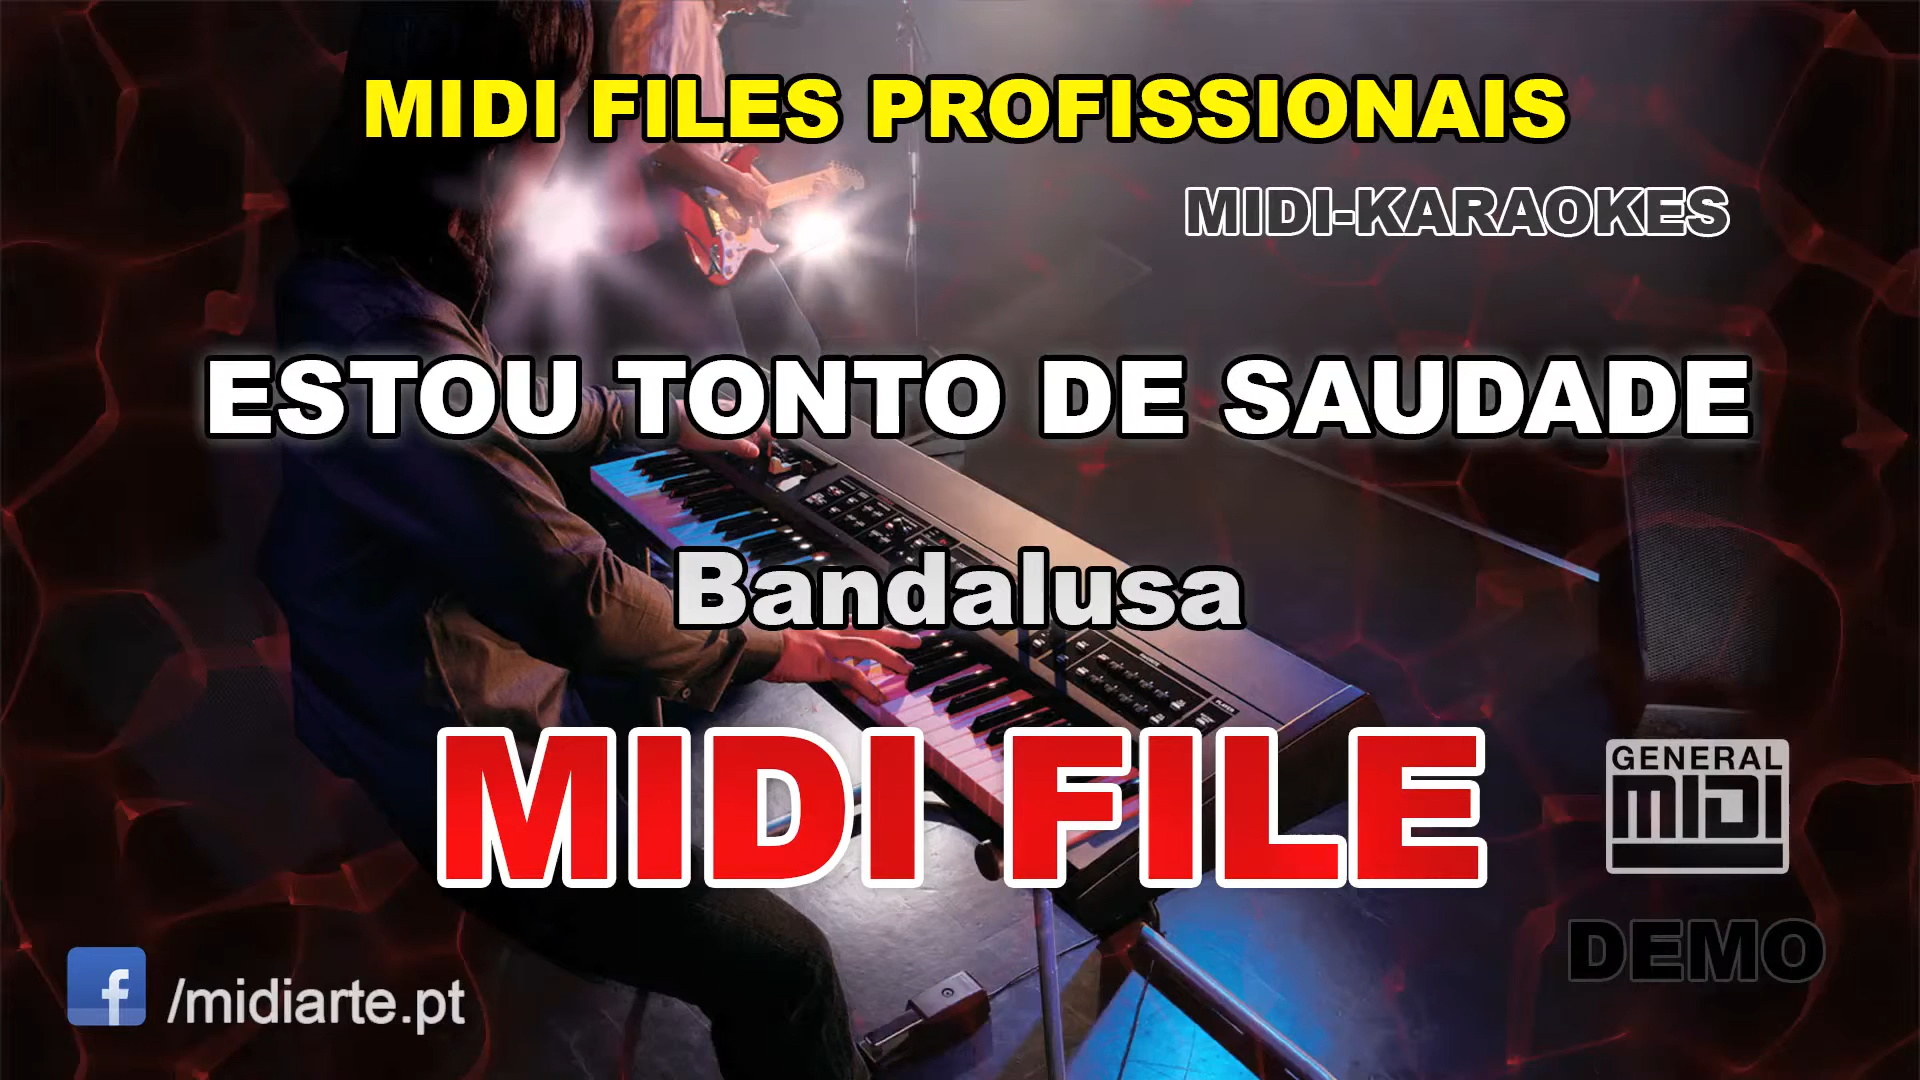 MIDI FILES PROFISSIONAIS
MIDI-KARAOKES
ESTOU TONTO DE SAUDADE
Bandalusa
MIDI FILE
GENERAL
MIDI
DEMO
f /midiarte.pt